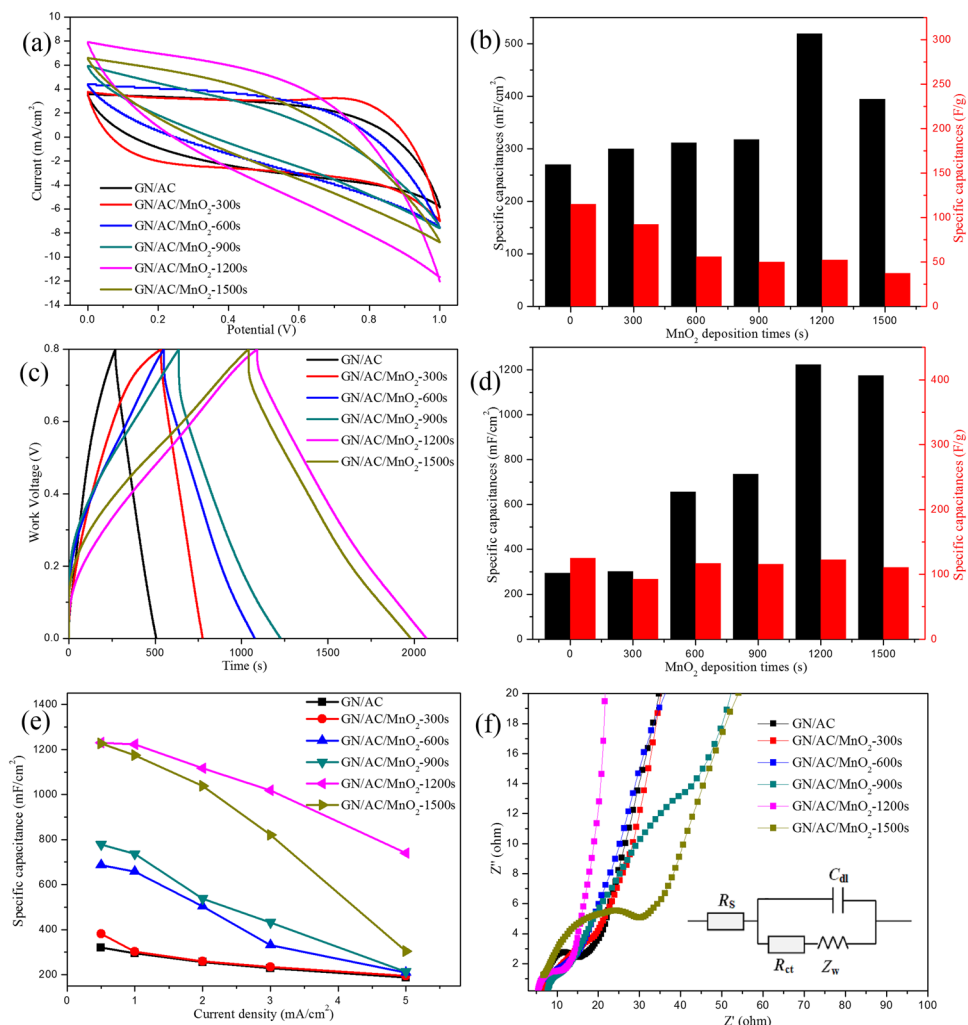 (a)
14
12
10
8
6
4
2
0
-2
-4
-6
-8
-10
-12
-14
Current (mA/cm²)
GN/AC
GN/AC/MnO₂-300s
GN/AC/MnO₂-600s
GN/AC/MnO₂-900s
GN/AC/MnO₂-1200s
GN/AC/MnO₂-1500s
0.0 0.2 0.4 0.6 0.8 1.0
Potential (V)
(b)
500
400
300
200
100
0
Specific capacitances (mF/cm²)
300
250
200
150
100
50
0
Specific capacitances (F/g)
0 300 600 900 1200 1500
MnO₂ deposition times (s)
(c)
0.8
0.6
0.4
0.2
0.0
Work Voltage (V)
GN/AC
GN/AC/MnO₂-300s
GN/AC/MnO₂-600s
GN/AC/MnO₂-900s
GN/AC/MnO₂-1200s
GN/AC/MnO₂-1500s
0 500 1000 1500 2000
Time (s)
(d)
1200
1000
800
600
400
200
0
Specific capacitances (mF/cm²)
400
300
200
100
0
Specific capacitances (F/g)
0 300 600 900 1200 1500
MnO₂ deposition times (s)
(e)
1400
1200
1000
800
600
400
200
Specific capacitance (mF/cm²)
GN/AC
GN/AC/MnO₂-300s
GN/AC/MnO₂-600s
GN/AC/MnO₂-900s
GN/AC/MnO₂-1200s
GN/AC/MnO₂-1500s
0 1 2 3 4 5
Current density (mA/cm²)
(f)
20
18
16
14
12
10
8
6
4
2
0
Z'' (ohm)
GN/AC
GN/AC/MnO₂-300s
GN/AC/MnO₂-600s
GN/AC/MnO₂-900s
GN/AC/MnO₂-1200s
GN/AC/MnO₂-1500s
Cdl
Rs
Rct
Zw
10 20 30 40 50 60 70 80 90 100
Z' (ohm)